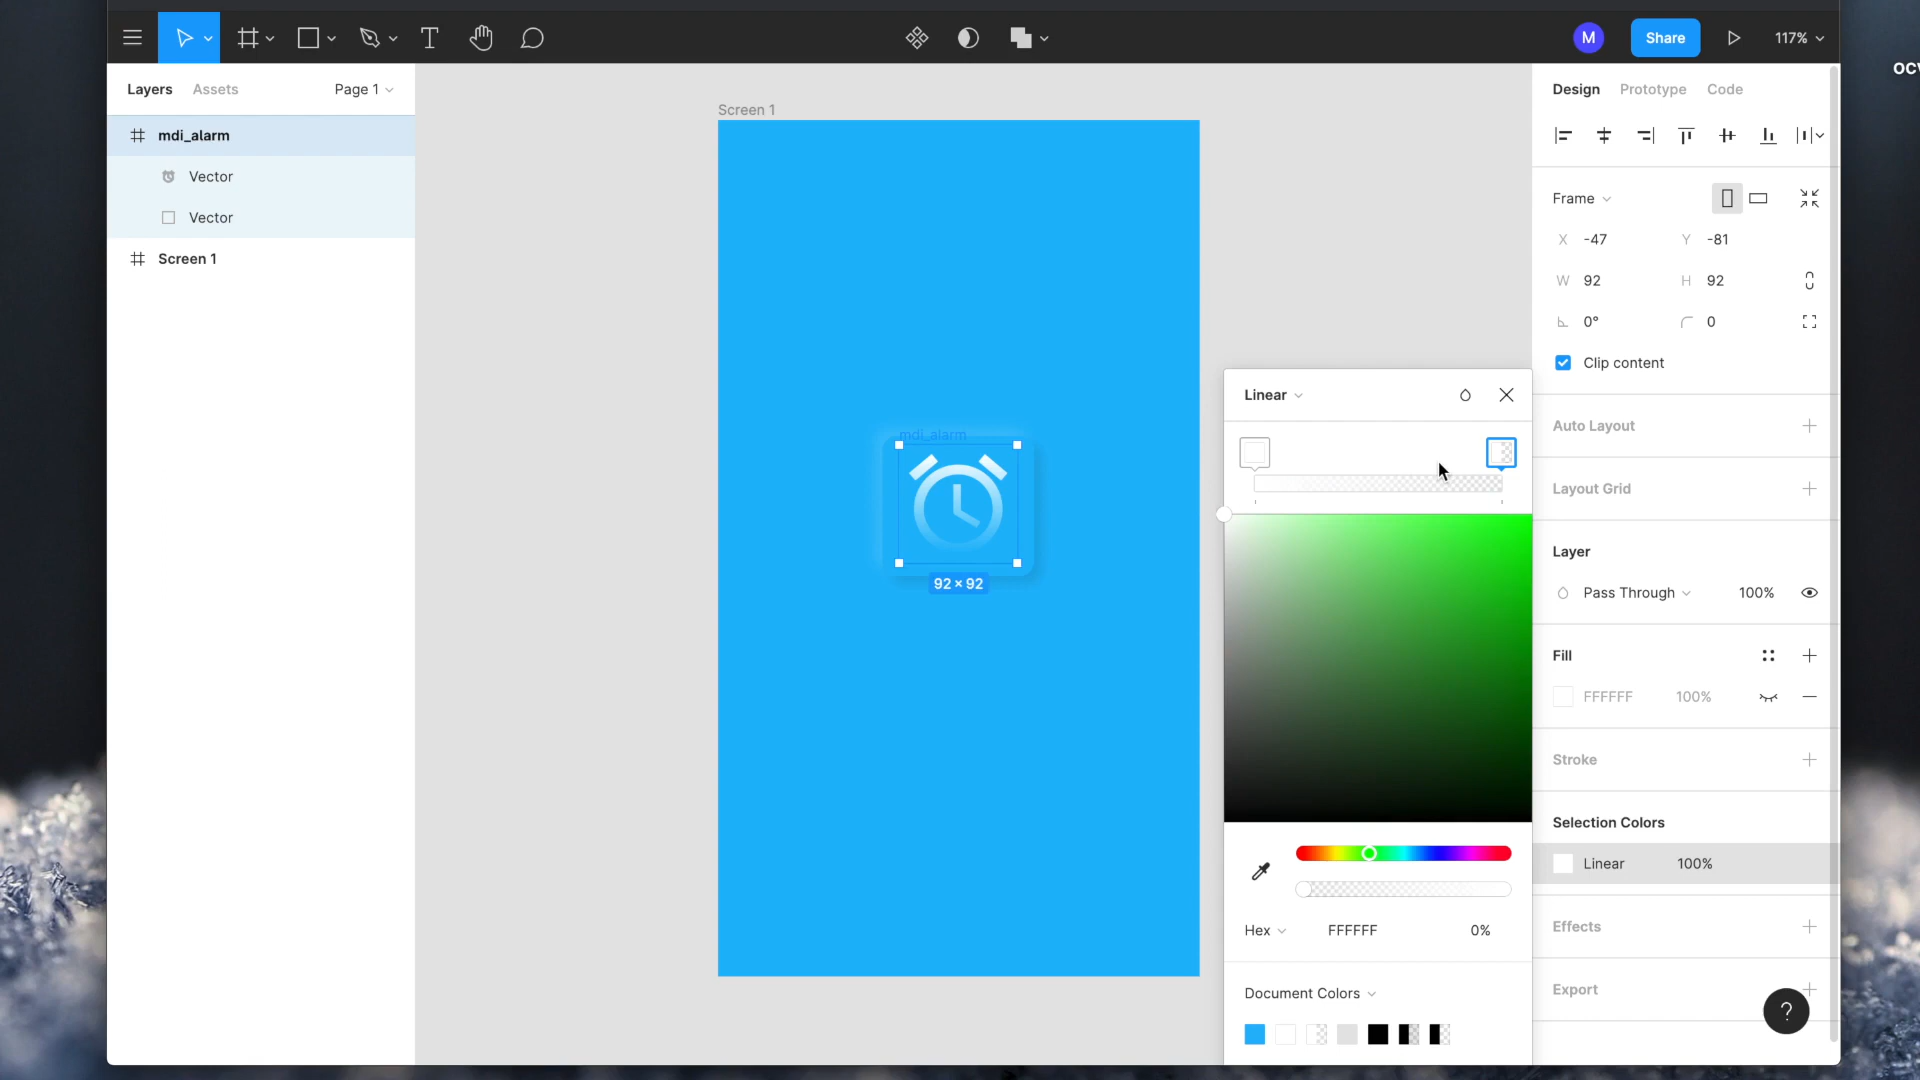 M
Share
117%
Layers
Assets
Page 1
mdi_alarm
Vector
Vector
Screen 1
Screen 1
mdi_alarm
92 × 92
Design
Prototype
Code
Frame
X -47
Y -81
W 92
H 92
0°
0
Clip content
Auto Layout
Layout Grid
Layer
Pass Through
100%
Fill
FFFFFF
100%
Stroke
Selection Colors
Linear
100%
Effects
Export
?
Linear
Hex
FFFFFF
0%
Document Colors